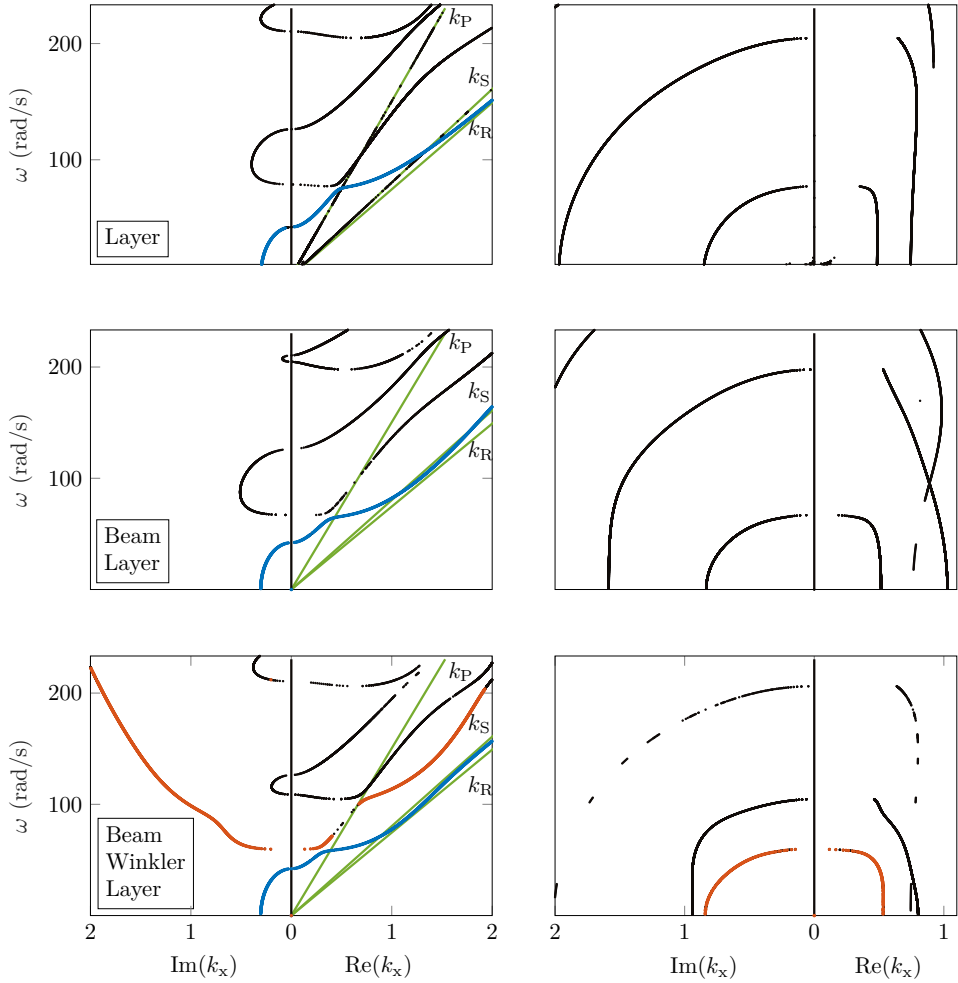 k_P
200
k_S
ω (rad/s)
k_R
100
Layer
k_P
200
k_S
ω (rad/s)
k_R
100
Beam
Layer
k_P
200
k_S
ω (rad/s)
k_R
100
Beam
Winkler
Layer
2 1 0 1 2 2 1 0 1
Im(k_x) Re(k_x) Im(k_x) Re(k_x)